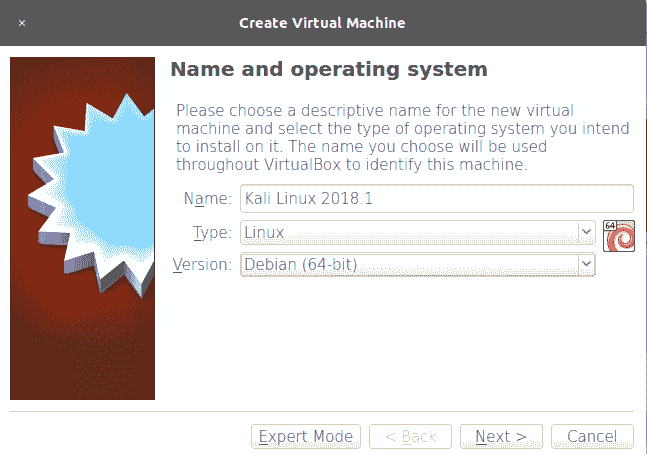 ×
Create Virtual Machine
Name and operating system
Please choose a descriptive name for the new virtual
machine and select the type of operating system you intend
to install on it. The name you choose will be used
throughout VirtualBox to identify this machine.
Name: Kali Linux 2018.1
Type: Linux
64
Version: Debian (64-bit)
Expert Mode < Back Next > Cancel